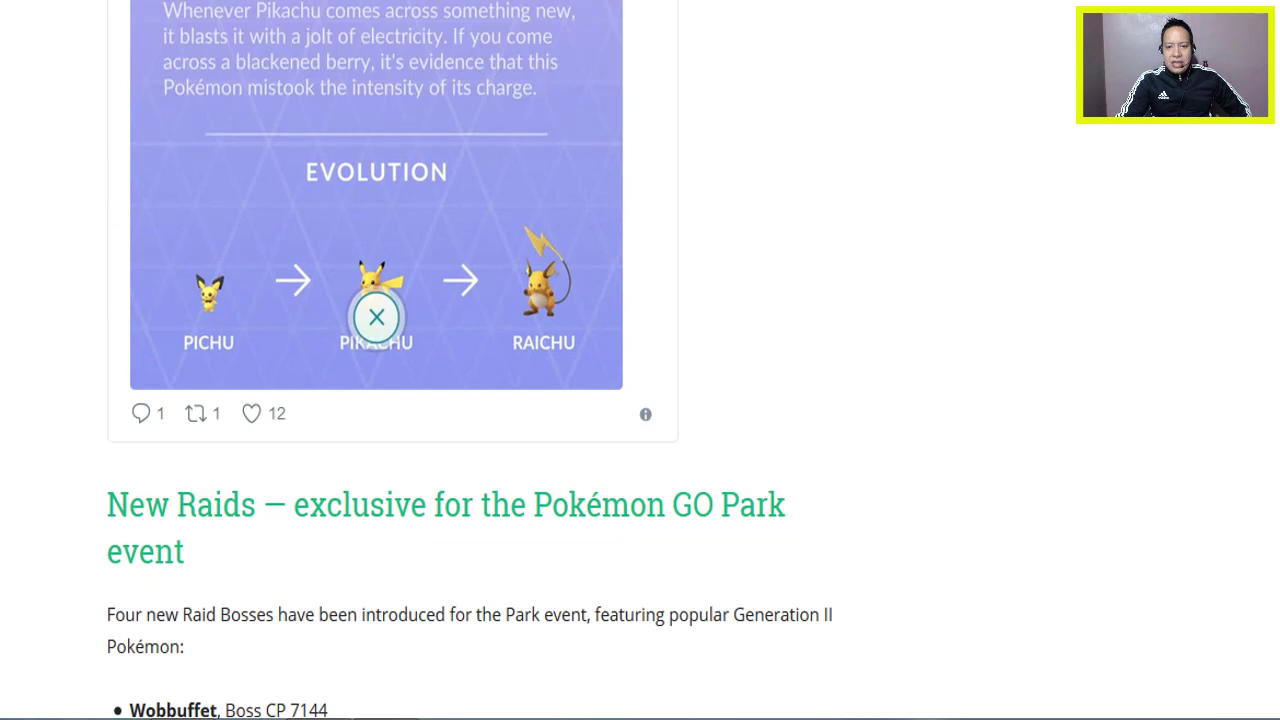 Whenever Pikachu comes across something new,
it blasts it with a jolt of electricity. If you come
across a blackened berry, it's evidence that this
Pokémon mistook the intensity of its charge.
EVOLUTION
PICHU PIKACHU RAICHU
1 1 12
New Raids — exclusive for the Pokémon GO Park
event
Four new Raid Bosses have been introduced for the Park event, featuring popular Generation II
Pokémon:
• Wobbuffet, Boss CP 7144